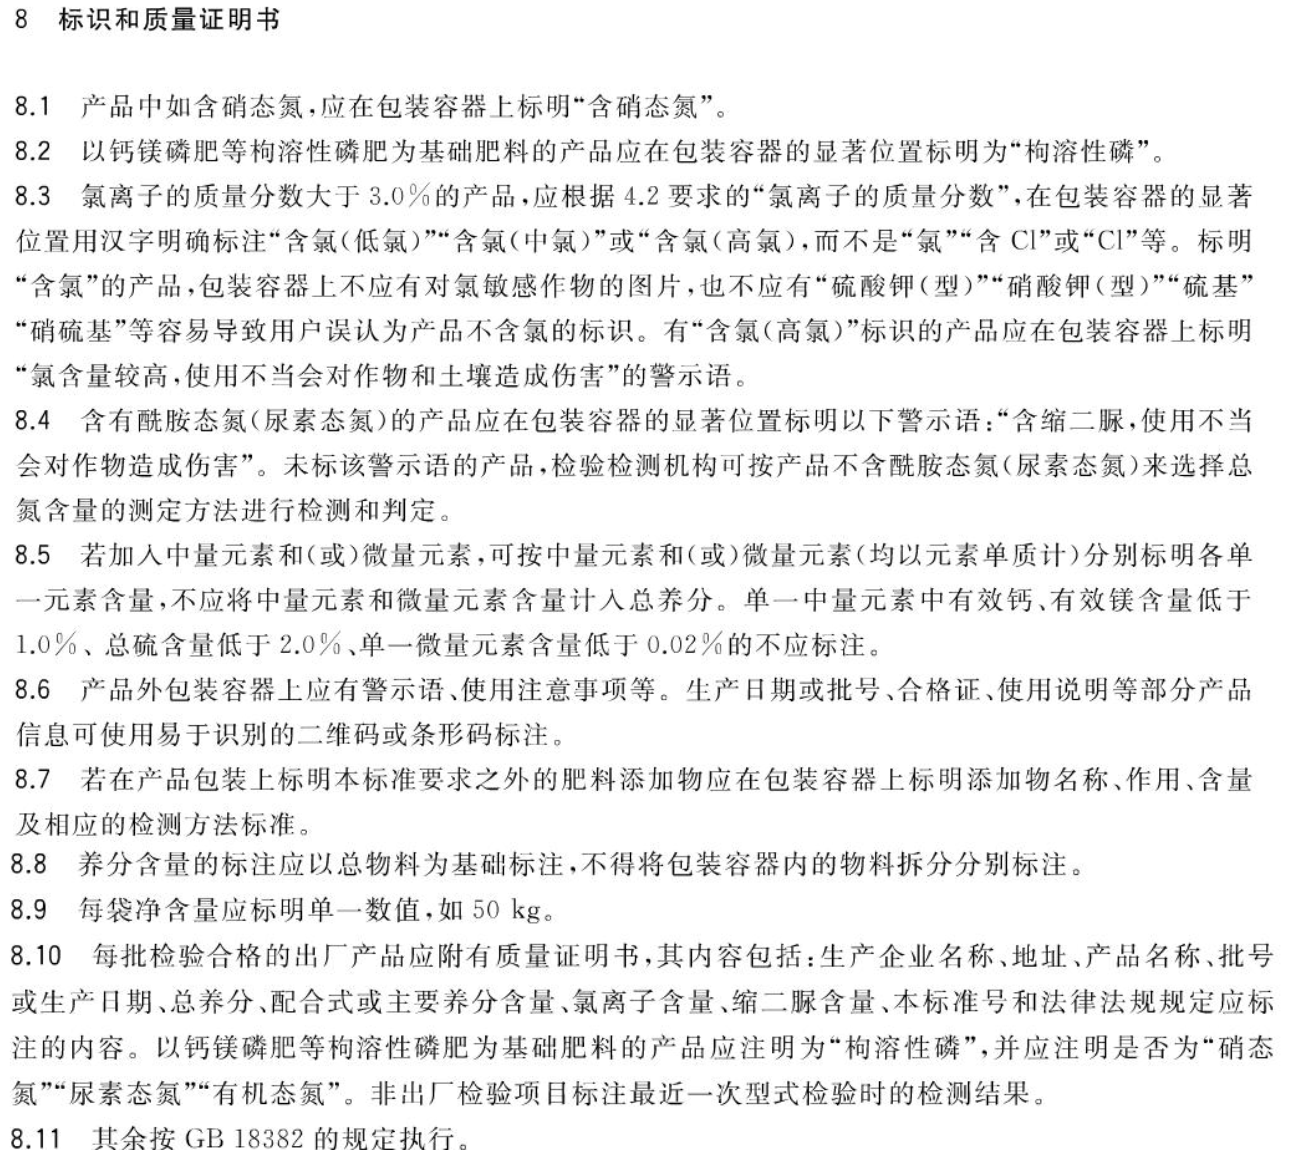 8 标识和质量证明书
8.1 产品中如含硝态氮,应在包装容器上标明“含硝态氮”。
8.2 以钙镁磷肥等枸溶性磷肥为基础肥料的产品应在包装容器的显著位置标明为“枸溶性磷”。
8.3 氯离子的质量分数大于 3.0%的产品,应根据 4.2 要求的“氯离子的质量分数”,在包装容器的显著
位置用汉字明确标注“含氯(低氯)”“含氯(中氯)”或“含氯(高氯),而不是“氯”“含 Cl”或“Cl”等。标明
“含氯”的产品,包装容器上不应有对氯敏感作物的图片,也不应有“硫酸钾(型)”“硝酸钾(型)”“硫基”
“硝硫基”等容易导致用户误认为产品不含氯的标识。有“含氯(高氯)”标识的产品应在包装容器上标明
“氯含量较高,使用不当会对作物和土壤造成伤害”的警示语。
8.4 含有酰胺态氮(尿素态氮)的产品应在包装容器的显著位置标明以下警示语:“含缩二脲,使用不当
会对作物造成伤害”。未标该警示语的产品,检验检测机构可按产品不含酰胺态氮(尿素态氮)来选择总
氮含量的测定方法进行检测和判定。
8.5 若加入中量元素和(或)微量元素,可按中量元素和(或)微量元素(均以元素单质计)分别标明各单
一元素含量,不应将中量元素和微量元素含量计入总养分。单一中量元素中有效钙、有效镁含量低于
1.0%、总硫含量低于 2.0%、单一微量元素含量低于 0.02%的不应标注。
8.6 产品外包装容器上应有警示语、使用注意事项等。生产日期或批号、合格证、使用说明等部分产品
信息可使用易于识别的二维码或条形码标注。
8.7 若在产品包装上标明本标准要求之外的肥料添加物应在包装容器上标明添加物名称、作用、含量
及相应的检测方法标准。
8.8 养分含量的标注应以总物料为基础标注,不得将包装容器内的物料拆分分别标注。
8.9 每袋净含量应标明单一数值,如 50 kg。
8.10 每批检验合格的出厂产品应附有质量证明书,其内容包括:生产企业名称、地址、产品名称、批号
或生产日期、总养分、配合式或主要养分含量、氯离子含量、缩二脲含量、本标准号和法律法规规定应标
注的内容。以钙镁磷肥等枸溶性磷肥为基础肥料的产品应注明为“枸溶性磷”,并应注明是否为“硝态
氮”“尿素态氮”“有机态氮”。非出厂检验项目标注最近一次型式检验时的检测结果。
8.11 其余按 GB 18382 的规定执行。